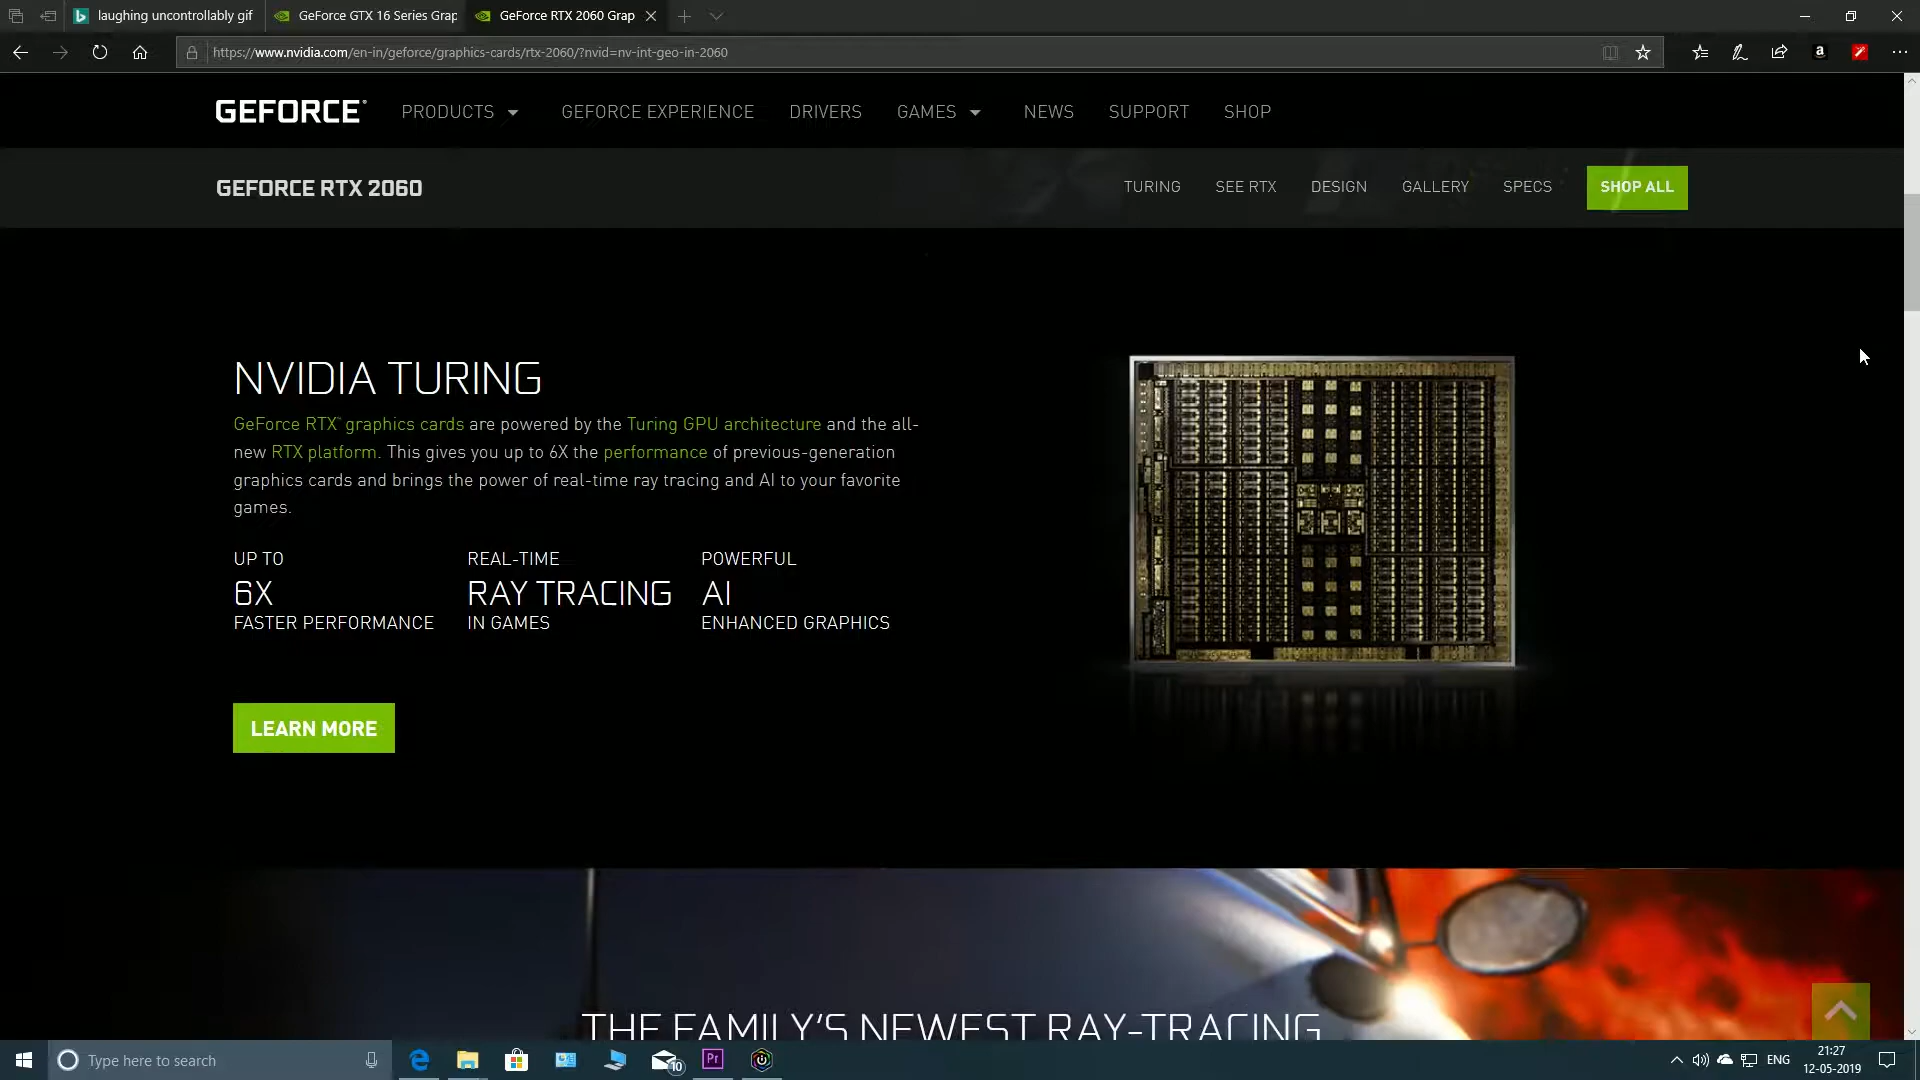 laughing uncontrollably gif
GeForce GTX 16 Series Grap
GeForce RTX 2060 Grap
https://www.nvidia.com/en-in/geforce/graphics-cards/rtx-2060/?nvid=nv-int-geo-in-2060
GEFORCE
PRODUCTS
GEFORCE EXPERIENCE
DRIVERS
GAMES
NEWS
SUPPORT
SHOP
GEFORCE RTX 2060
TURING
SEE RTX
DESIGN
GALLERY
SPECS
SHOP ALL
NVIDIA TURING
GeForce RTX™ graphics cards are powered by the Turing GPU architecture and the all-
new RTX platform. This gives you up to 6X the performance of previous-generation
graphics cards and brings the power of real-time ray tracing and AI to your favorite
games.
UP TO
6X
FASTER PERFORMANCE
REAL-TIME
RAY TRACING
IN GAMES
POWERFUL
AI
ENHANCED GRAPHICS
LEARN MORE
THE FAMILY'S NEWEST RAY-TRACING
Type here to search
10
Pr
ENG
21:27
12-05-2019